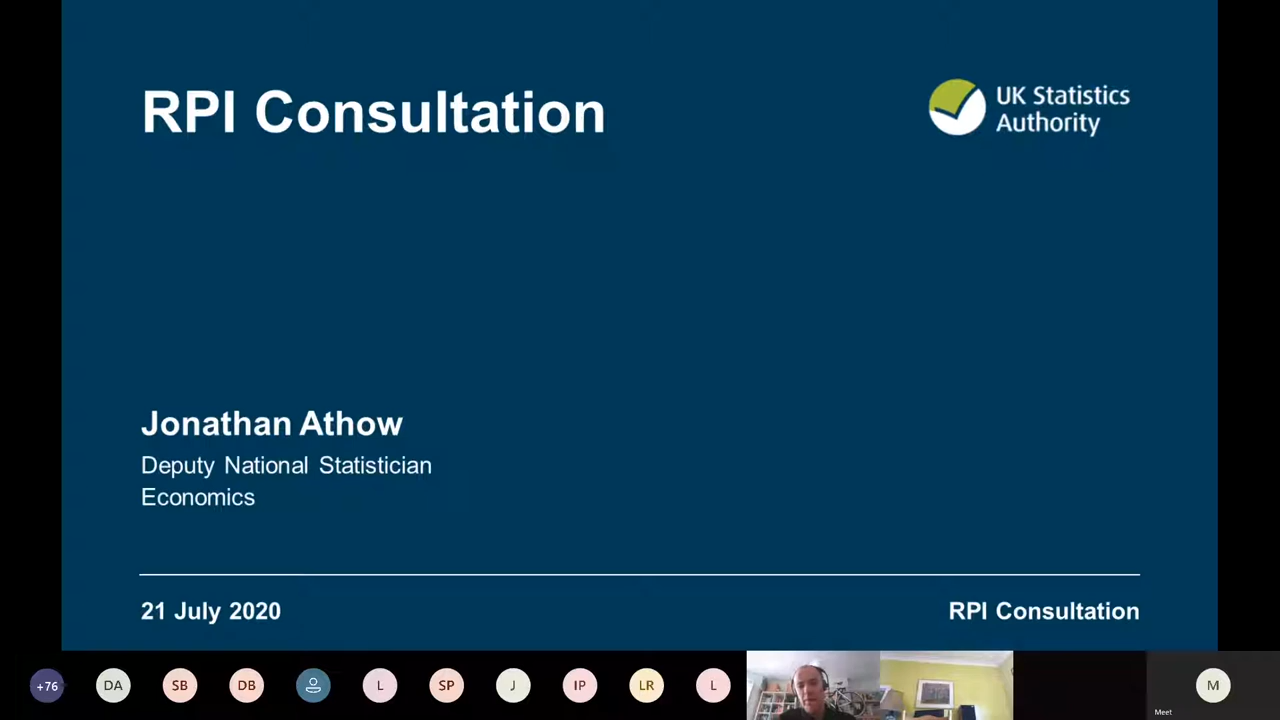 RPI Consultation
UK Statistics
Authority
Jonathan Athow
Deputy National Statistician
Economics
21 July 2020
RPI Consultation
+76
DA
SB
DB
L
SP
J
IP
LR
L
M
Meet